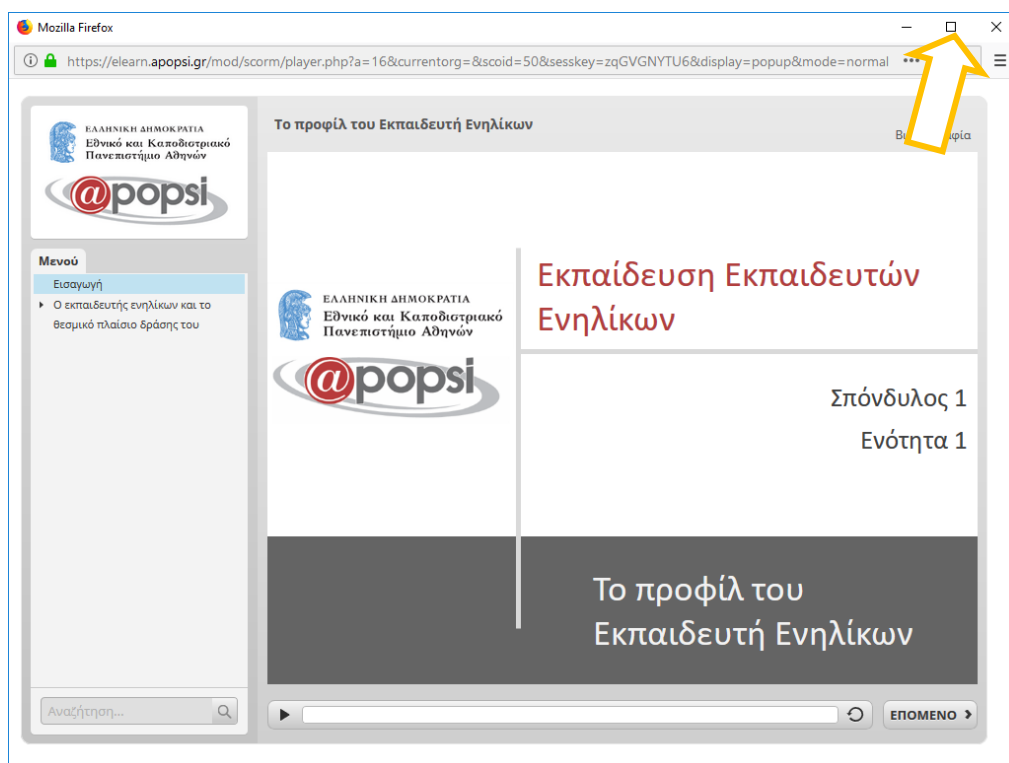 Mozilla Firefox
https://elearn.apopsi.gr/mod/scorm/player.php?a=16&currentorg=&scoid=50&sesskey=zqGVGNYTU6&display=popup&mode=normal
ΕΛΛΗΝΙΚΗ ΔΗΜΟΚΡΑΤΙΑ
Εθνικό και Καποδιστριακό
Πανεπιστήμιο Αθηνών
@popsi
Το προφίλ του Εκπαιδευτή Ενηλίκων
Μενού
Εισαγωγή
Ο εκπαιδευτής ενηλίκων και το
θεσμικό πλαίσιο δράσης του
ΕΛΛΗΝΙΚΗ ΔΗΜΟΚΡΑΤΙΑ
Εθνικό και Καποδιστριακό
Πανεπιστήμιο Αθηνών
@popsi
Εκπαίδευση Εκπαιδευτών
Ενηλίκων
Σπόνδυλος 1
Ενότητα 1
Το προφίλ του
Εκπαιδευτή Ενηλίκων
Αναζήτηση...
ΕΠΟΜΕΝΟ